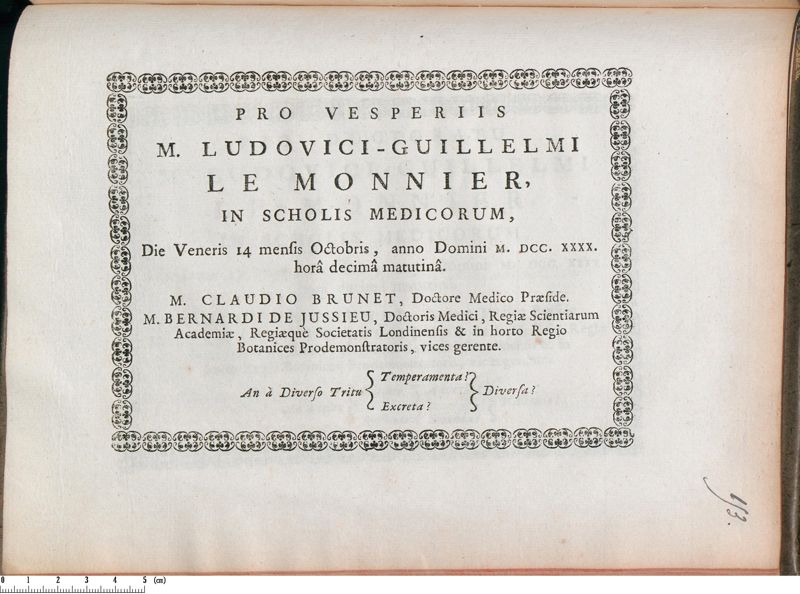 PRO VESPERIIS
M. LUDOVICI-GUILLELMI
LE MONNIER,
IN SCHOLIS MEDICORUM,
Die Veneris 14 menſis Octobris, anno Domini M. DCC. XXXX.
horâ decimâ matutinâ.
M. CLAUDIO BRUNET, Doctore Medico Præſide.
M. BERNARDI DE JUSSIEU, Doctoris Medici, Regiæ Scientiarum
Academiæ, Regiæquè Societatis Londinenſis & in horto Regio
Botanices Prodemonſtratoris, vices gerente.
An à Diverſo Tritu { Temperamenta? Excreta? } Diverſa?
153.
0 1 2 3 4 5 (cm)